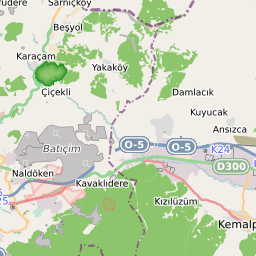 Sarnıçköy
Beşyol
Karaçam
Yakaköy
Çiçekli
Damlacık
Kuyucak
Ansızca
O-5
O-5
K24
Batıçim
D300
Naldöken
Kavaklıdere
Kızılüzüm
Kemalp